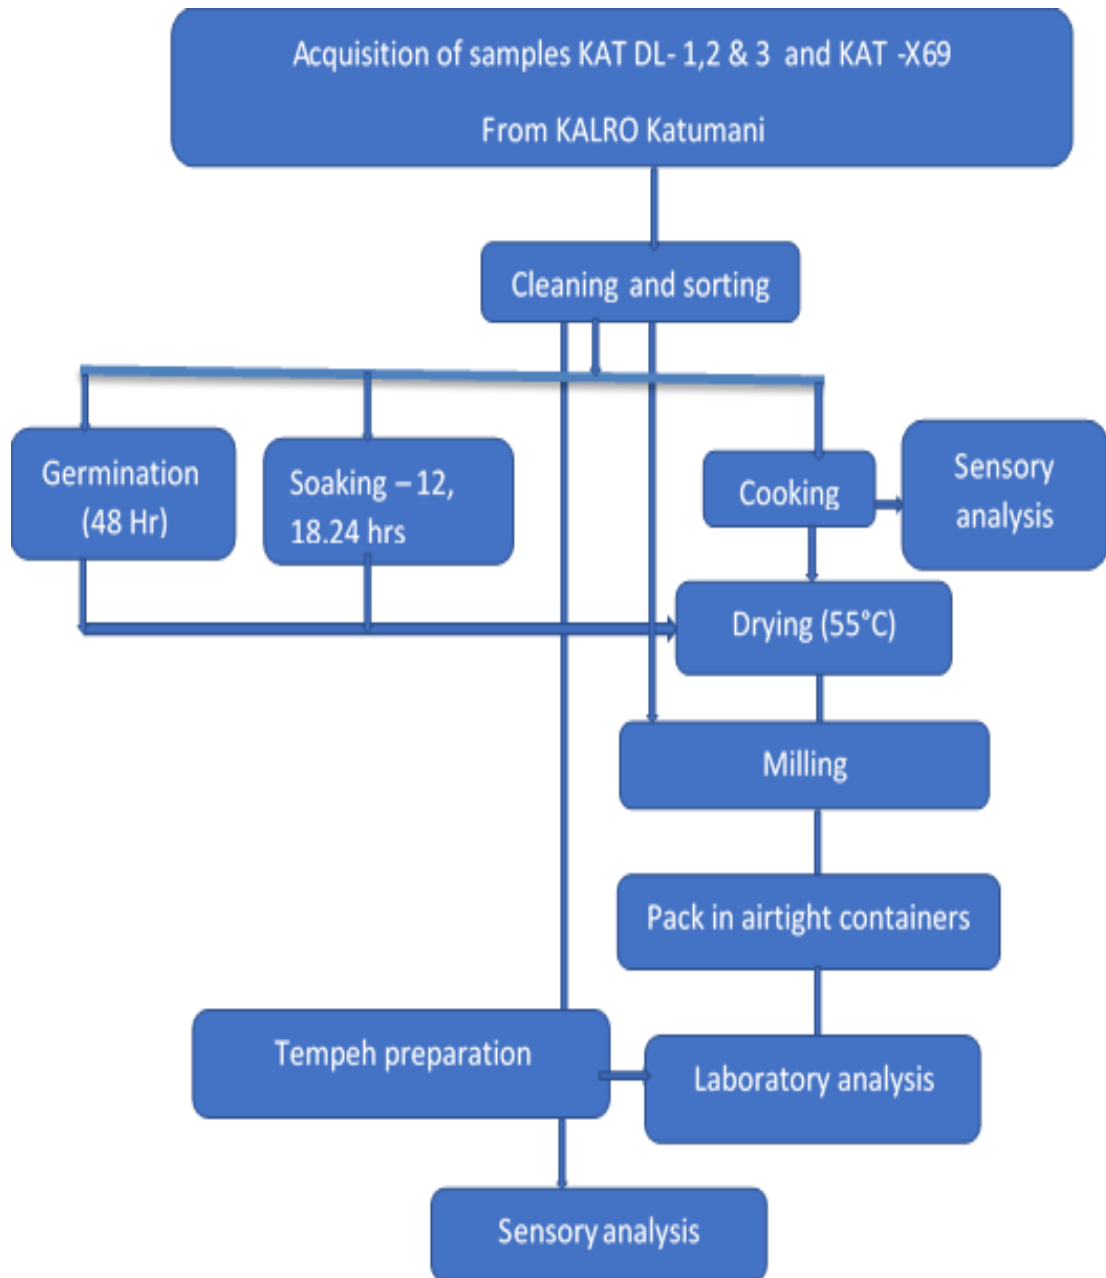 Acquisition of samples KAT DL- 1,2 & 3 and KAT -X69
From KALRO Katumani
Cleaning and sorting
Germination
(48 Hr)
Soaking – 12,
18.24 hrs
Cooking
Sensory
analysis
Drying (55°C)
Milling
Pack in airtight containers
Tempeh preparation
Laboratory analysis
Sensory analysis